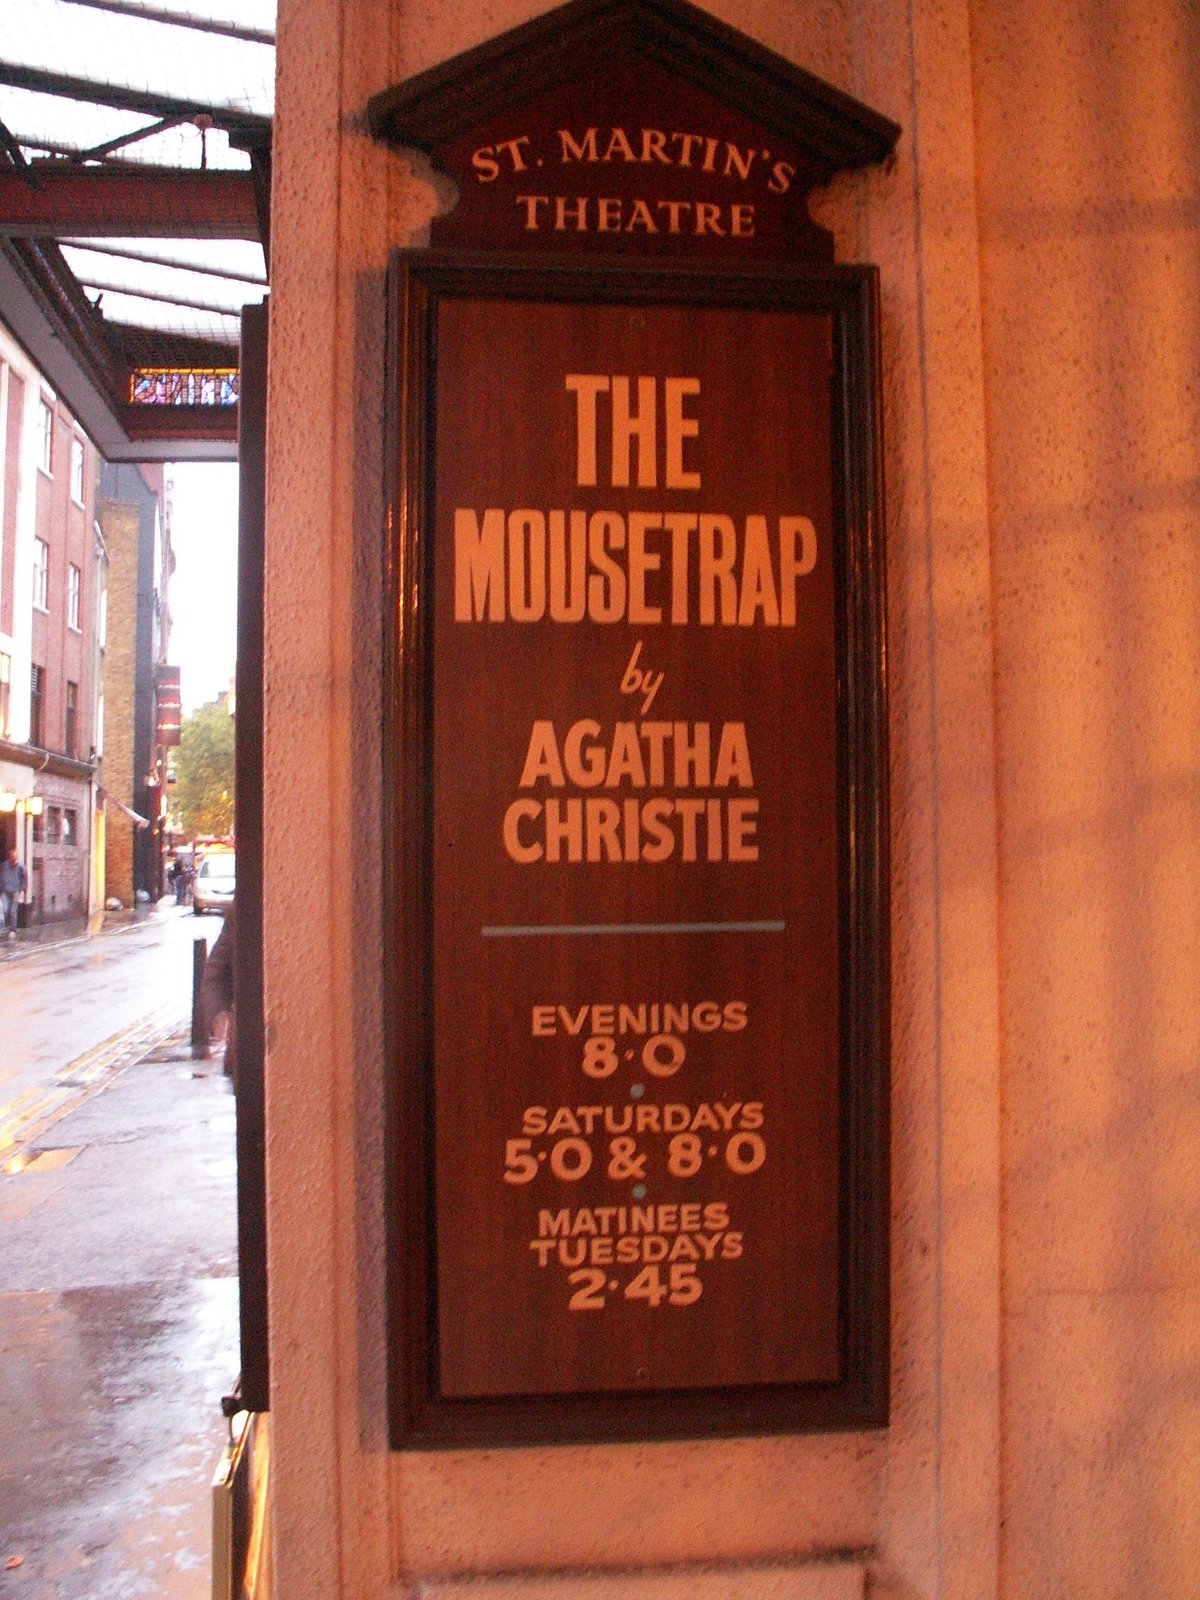 ST. MARTIN'S
THEATRE
THE
MOUSETRAP
by
AGATHA
CHRISTIE
EVENINGS
8·0
SATURDAYS
5·0 & 8·0
MATINEES
TUESDAYS
2·45